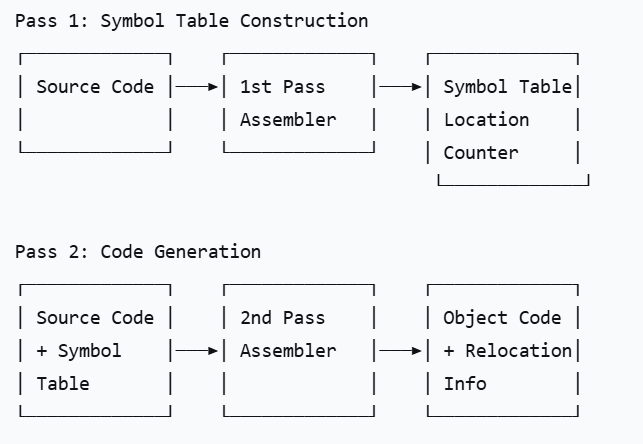 Pass 1: Symbol Table Construction
Source Code 1st Pass Symbol Table
Assembler Location
Counter
Pass 2: Code Generation
Source Code 2nd Pass Object Code
+ Symbol Assembler + Relocation
Table Info